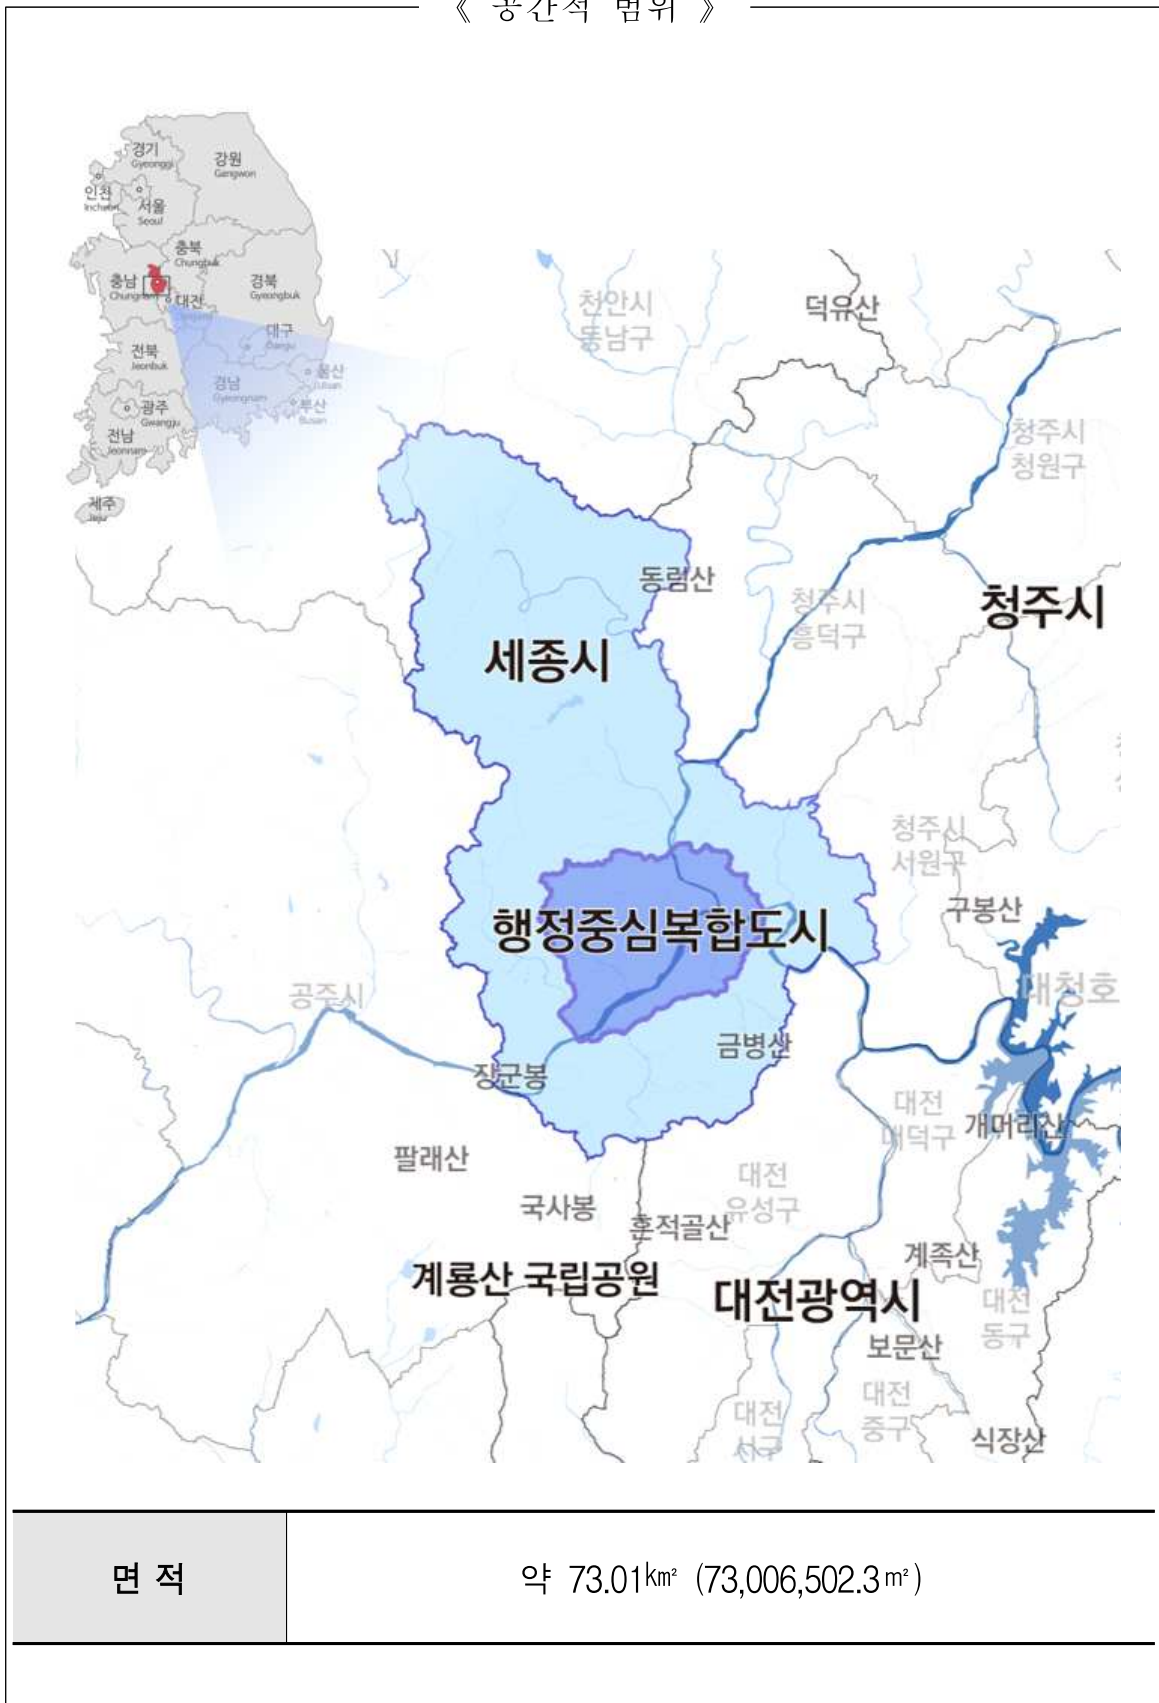 《 공간적 범위 》
경기
Gyeonggi
강원
Gangwon
인천
Incheon
서울
Seoul
충북
Chungbuk
충남
Chungnam
대전
경북
Gyeongbuk
대구
Daegu
전북
Jeonbuk
울산
Ulsan
경남
Gyeongnam
부산
Busan
광주
Gwangju
전남
Jeonnam
제주
Jeju
천안시
동남구
덕유산
청주시
청원구
동림산
청주시
흥덕구
청주시
세종시
청주시
서원구
구봉산
행정중심복합도시
공주시
대청호
금병산
장군봉
대전
대덕구
개머리산
팔래산
대전
유성구
국사봉
흔적골산
계족산
계룡산 국립공원
대전광역시
대전
동구
보문산
대전
중구
대전
서구
식장산
면 적
약 73.01㎢ (73,006,502.3㎡)